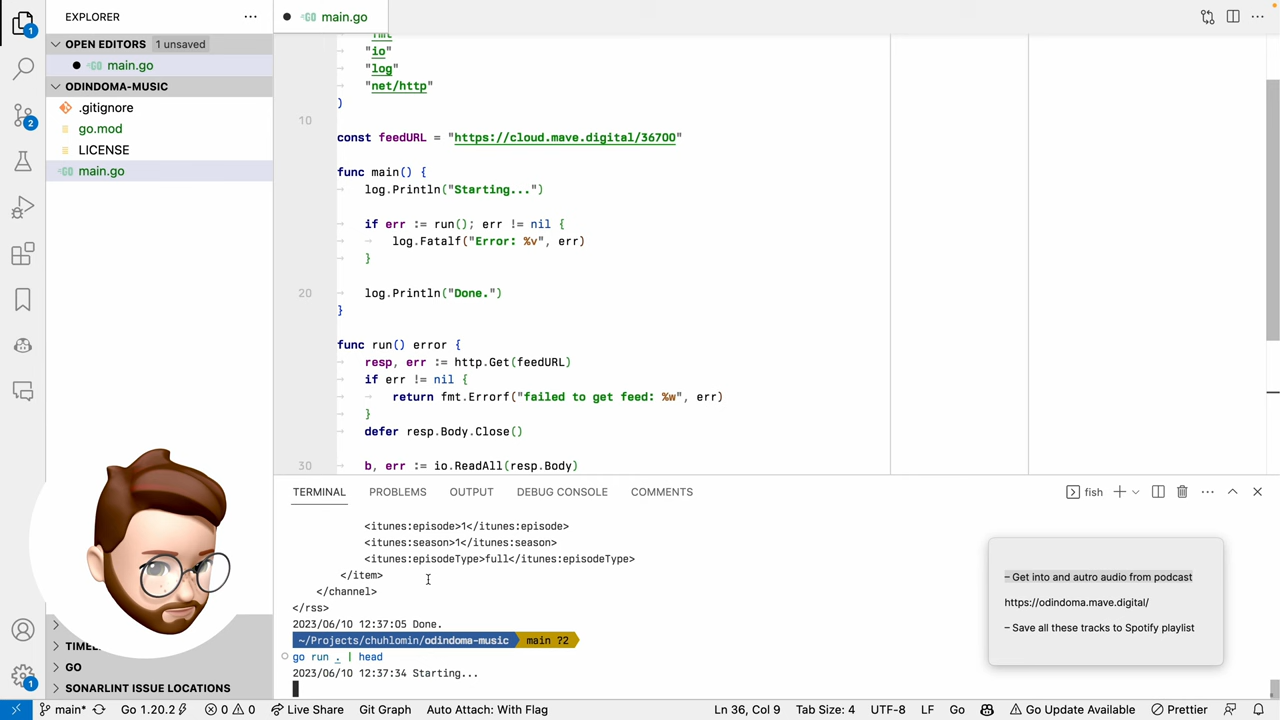 EXPLORER
main.go
OPEN EDITORS 1 unsaved
main.go
ODINDOMA-MUSIC
.gitignore
go.mod
LICENSE
main.go
TIME
GO
SONARLINT ISSUE LOCATIONS
"io"
"log"
"net/http"
)
10
const feedURL = "https://cloud.mave.digital/36700"
func main() {
log.Println("Starting...")
if err := run(); err != nil {
log.Fatalf("Error: %v", err)
}
20 log.Println("Done.")
}
func run() error {
resp, err := http.Get(feedURL)
if err != nil {
return fmt.Errorf("failed to get feed: %w", err)
}
defer resp.Body.Close()
30 b, err := io.ReadAll(resp.Body)
TERMINAL PROBLEMS OUTPUT DEBUG CONSOLE COMMENTS fish
<itunes:episode>1</itunes:episode>
<itunes:season>1</itunes:season>
<itunes:episodeType>full</itunes:episodeType>
</item>
</channel>
</rss>
2023/06/10 12:37:05 Done.
~/Projects/chuhlomin/odindoma-music main ?2
go run . | head
2023/06/10 12:37:34 Starting...
– Get into and autro audio from podcast
https://odindoma.mave.digital/
– Save all these tracks to Spotify playlist
main* Go 1.20.2 0 0 Live Share Git Graph Auto Attach: With Flag Ln 36, Col 9 Tab Size: 4 UTF-8 LF Go Go Update Available Prettier